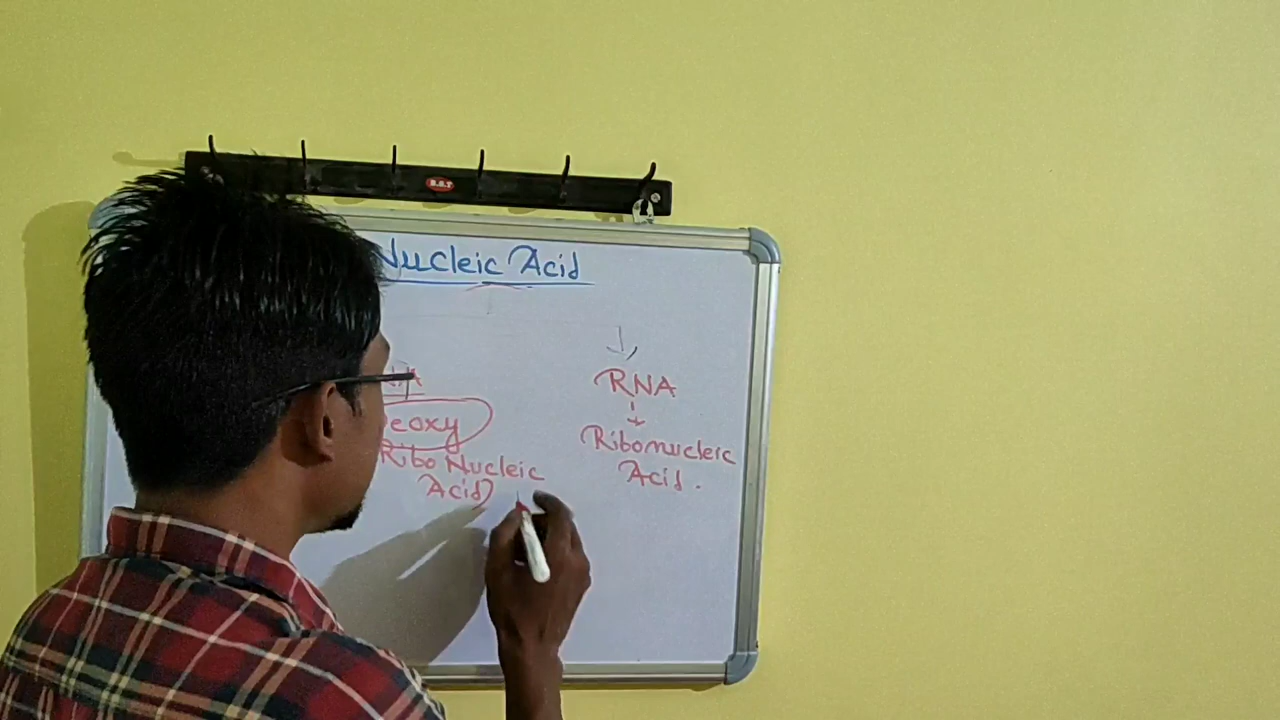 B.S.T
Nucleic Acid
RNA
eoxy
Ribo Nucleic
Acid)
Ribonucleic
Acid.